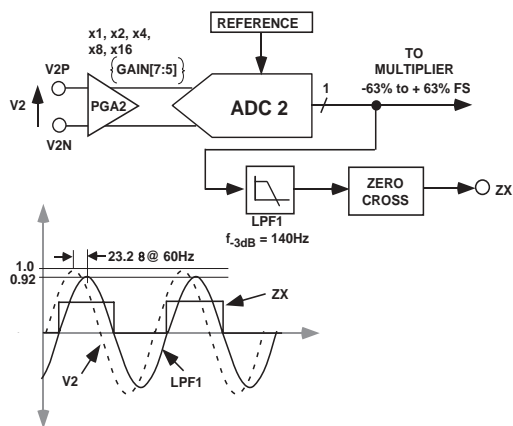 REFERENCE
x1, x2, x4,
x8, x16
{GAIN[7:5]}
V2P
V2
PGA2
V2N
ADC 2
1
TO
MULTIPLIER
-63% to + 63% FS
LPF1
f-3dB = 140Hz
ZERO
CROSS
ZX
23.2 8@ 60Hz
1.0
0.92
ZX
V2
LPF1